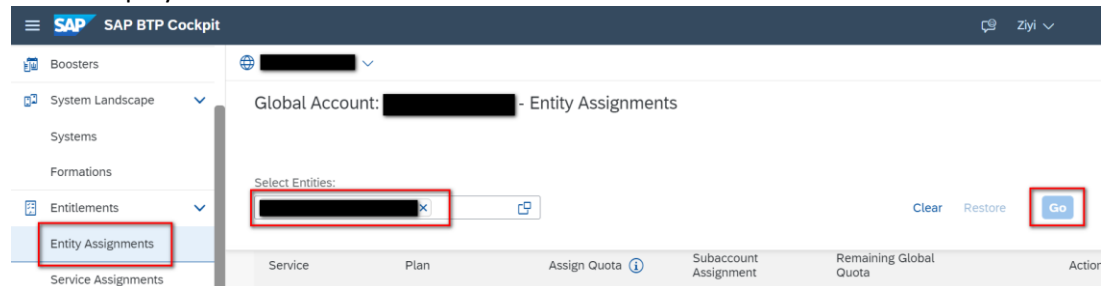 SAP SAP BTP Cockpit Ziyi
Boosters
System Landscape
Global Account: - Entity Assignments
Systems
Formations
Select Entities:
Entitlements
Clear Restore Go
Entity Assignments
Service Plan Assign Quota Subaccount Assignment Remaining Global Quota Action
Service Assignments